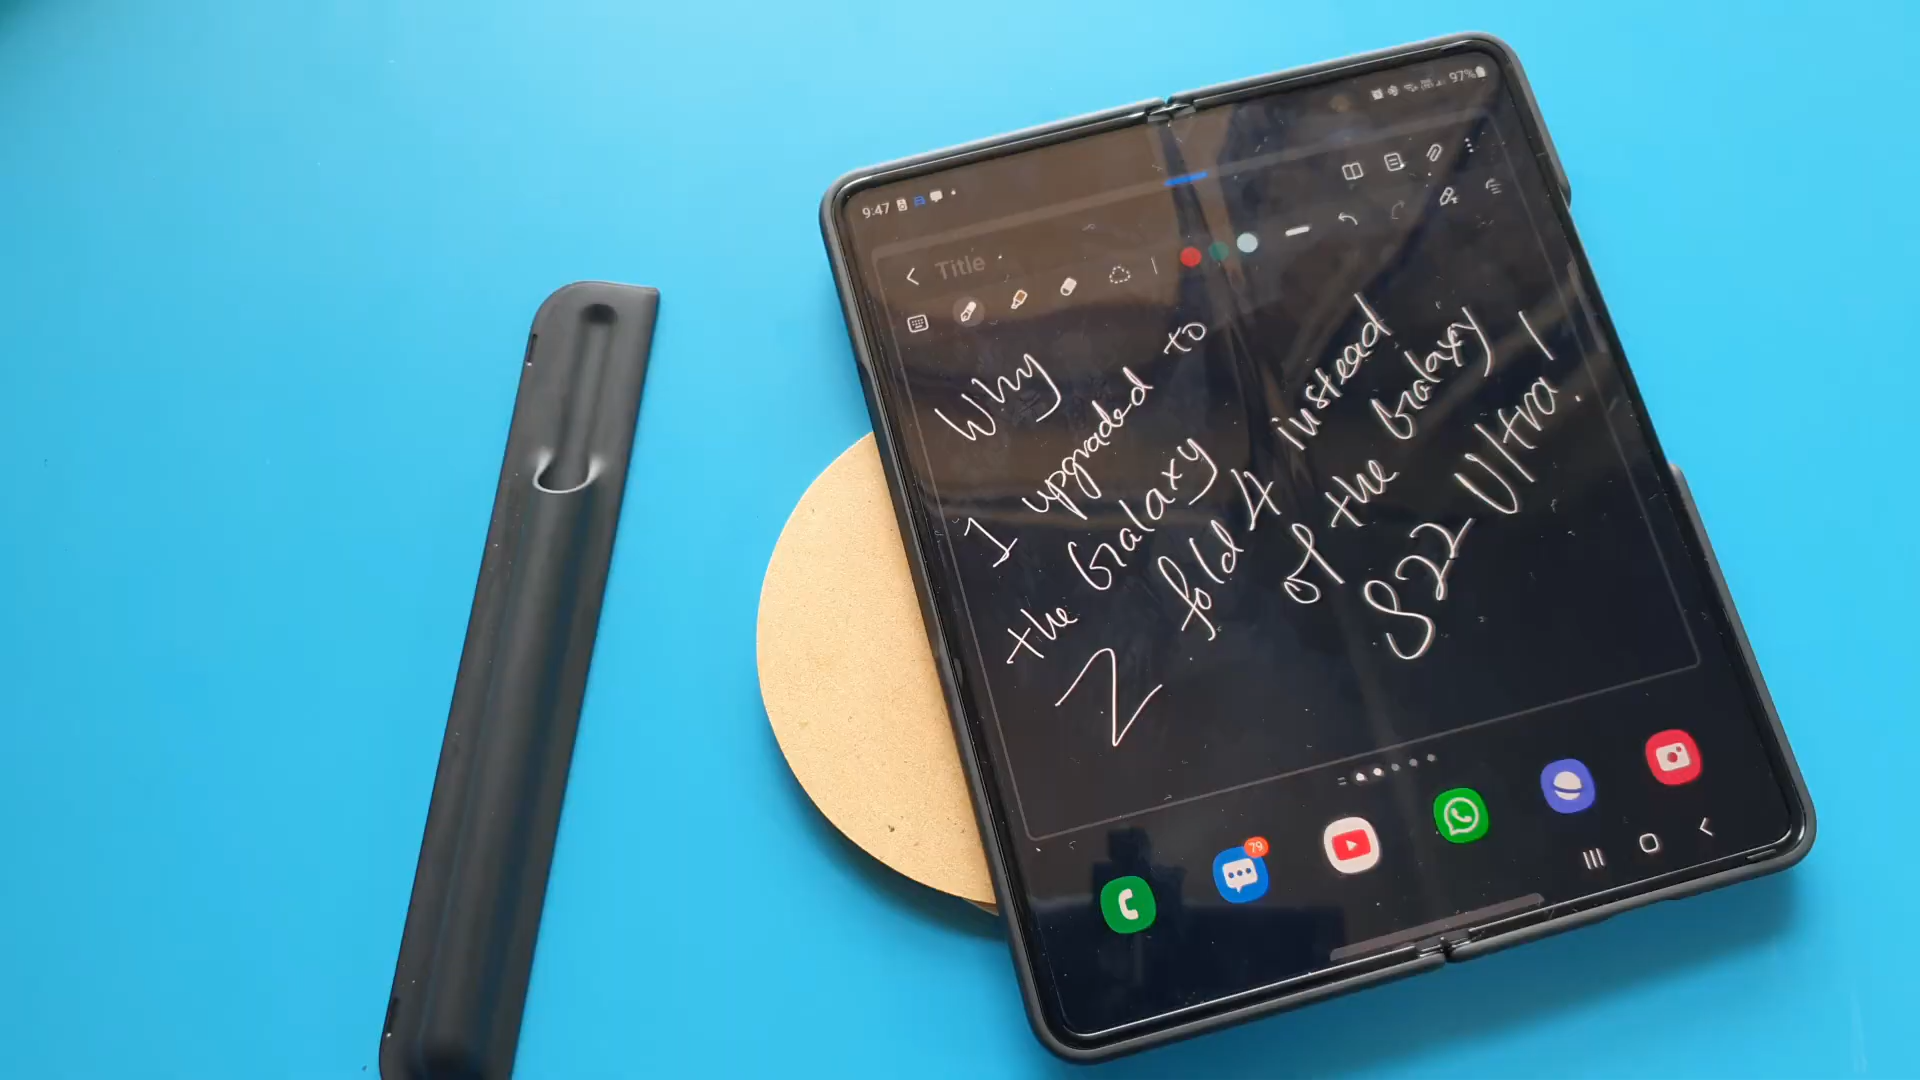 9:47
97%
Title
Why
I upgraded to
the Galaxy
Z fold 4 instead
of the Galaxy
S22 Ultra.
79